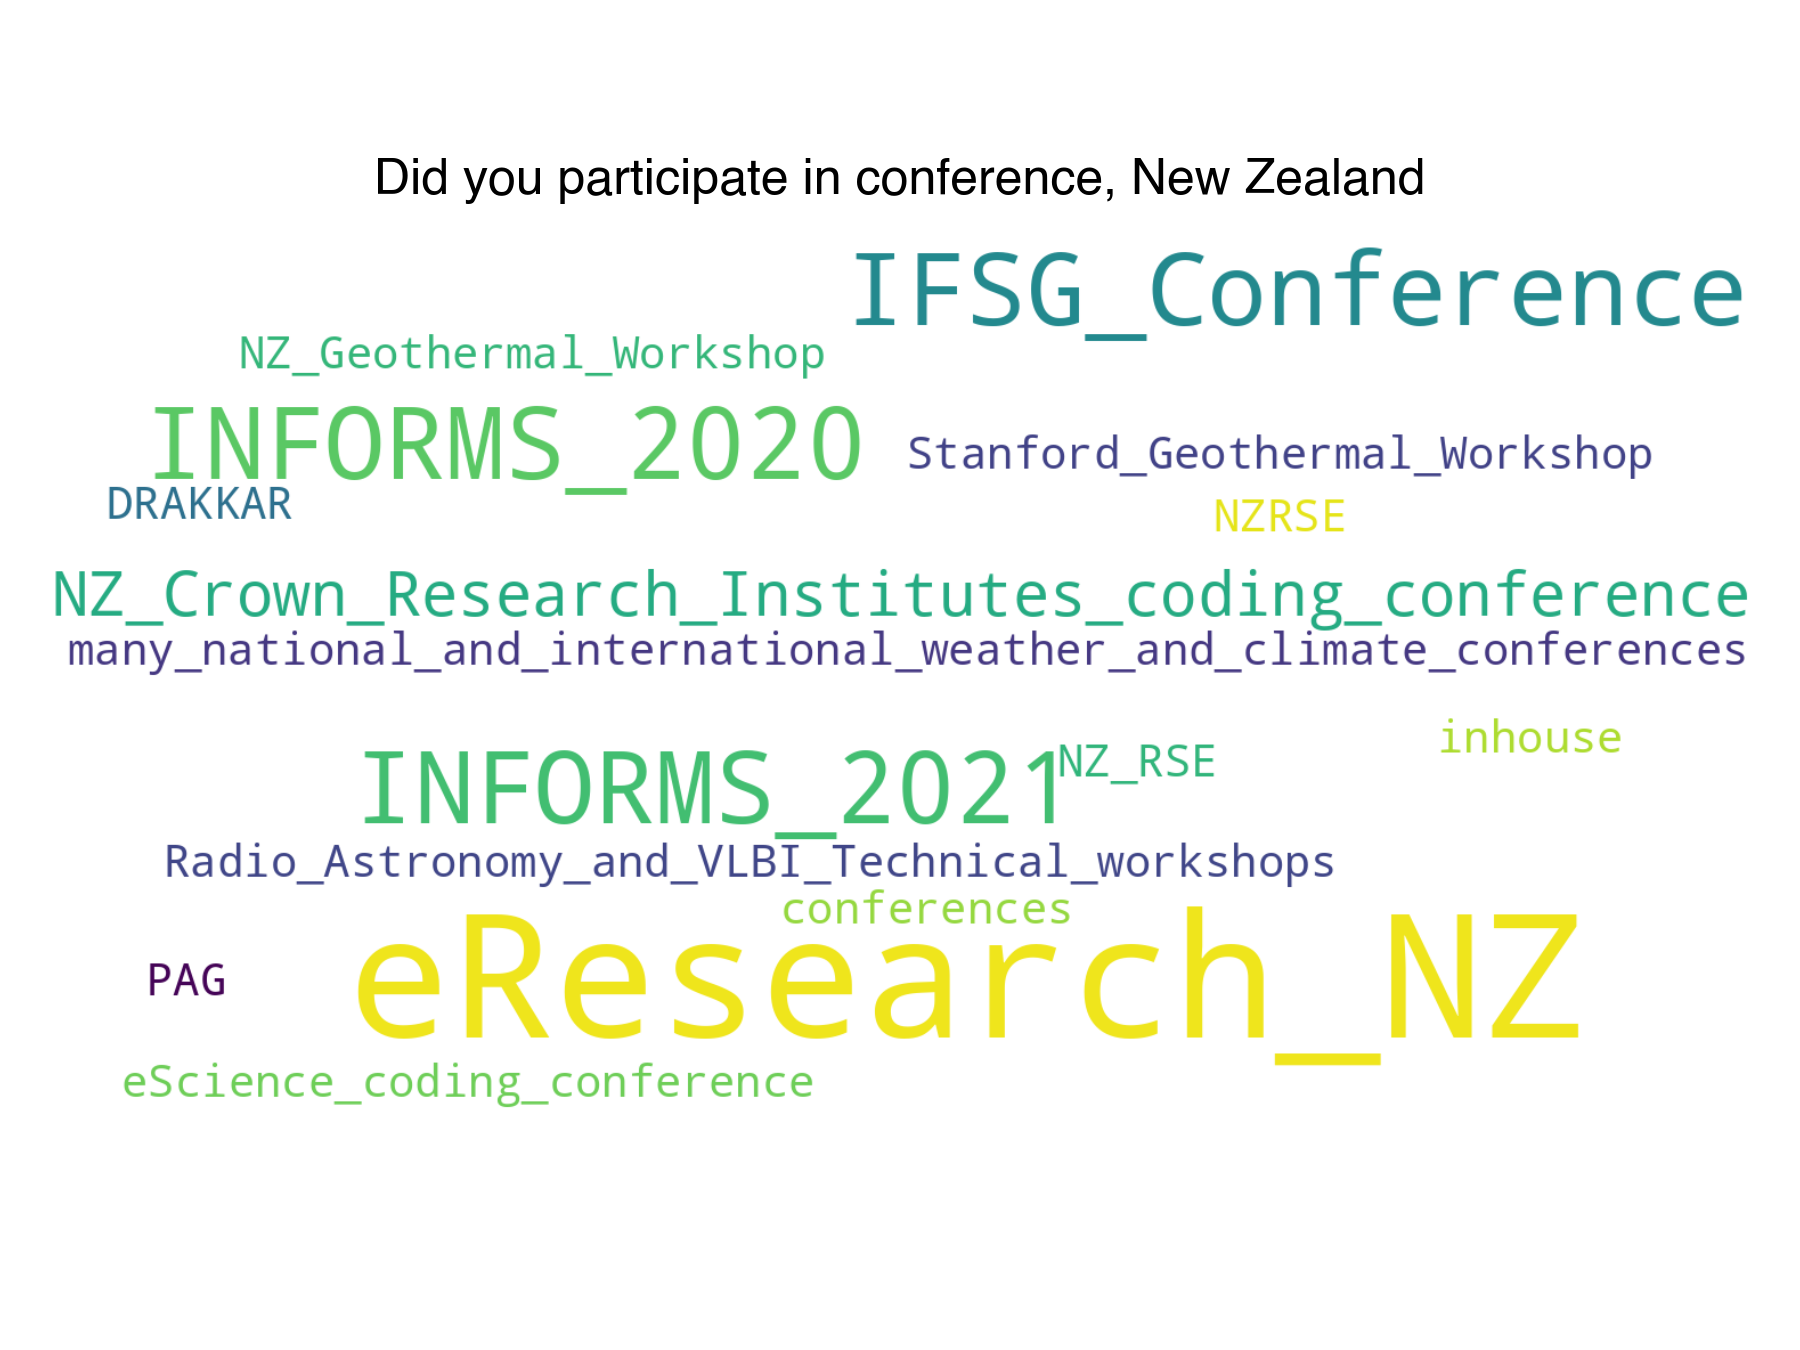 Did you participate in conference, New Zealand
IFSG_Conference
NZ_Geothermal_Workshop
INFORMS_2020
Stanford_Geothermal_Workshop
DRAKKAR
NZRSE
NZ_Crown_Research_Institutes_coding_conference
many_national_and_international_weather_and_climate_conferences
inhouse
INFORMS_2021
NZ_RSE
Radio_Astronomy_and_VLBI_Technical_workshops
conferences
PAG
eResearch_NZ
eScience_coding_conference